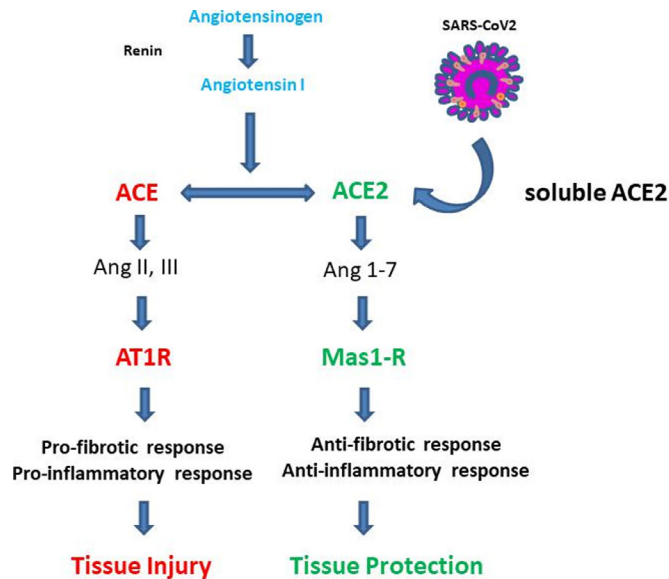 Angiotensinogen
SARS-CoV2
Renin
Angiotensin I
ACE
ACE2
soluble ACE2
Ang II, III
Ang 1-7
AT1R
Mas1-R
Pro-fibrotic response
Pro-inflammatory response
Anti-fibrotic response
Anti-inflammatory response
Tissue Injury
Tissue Protection